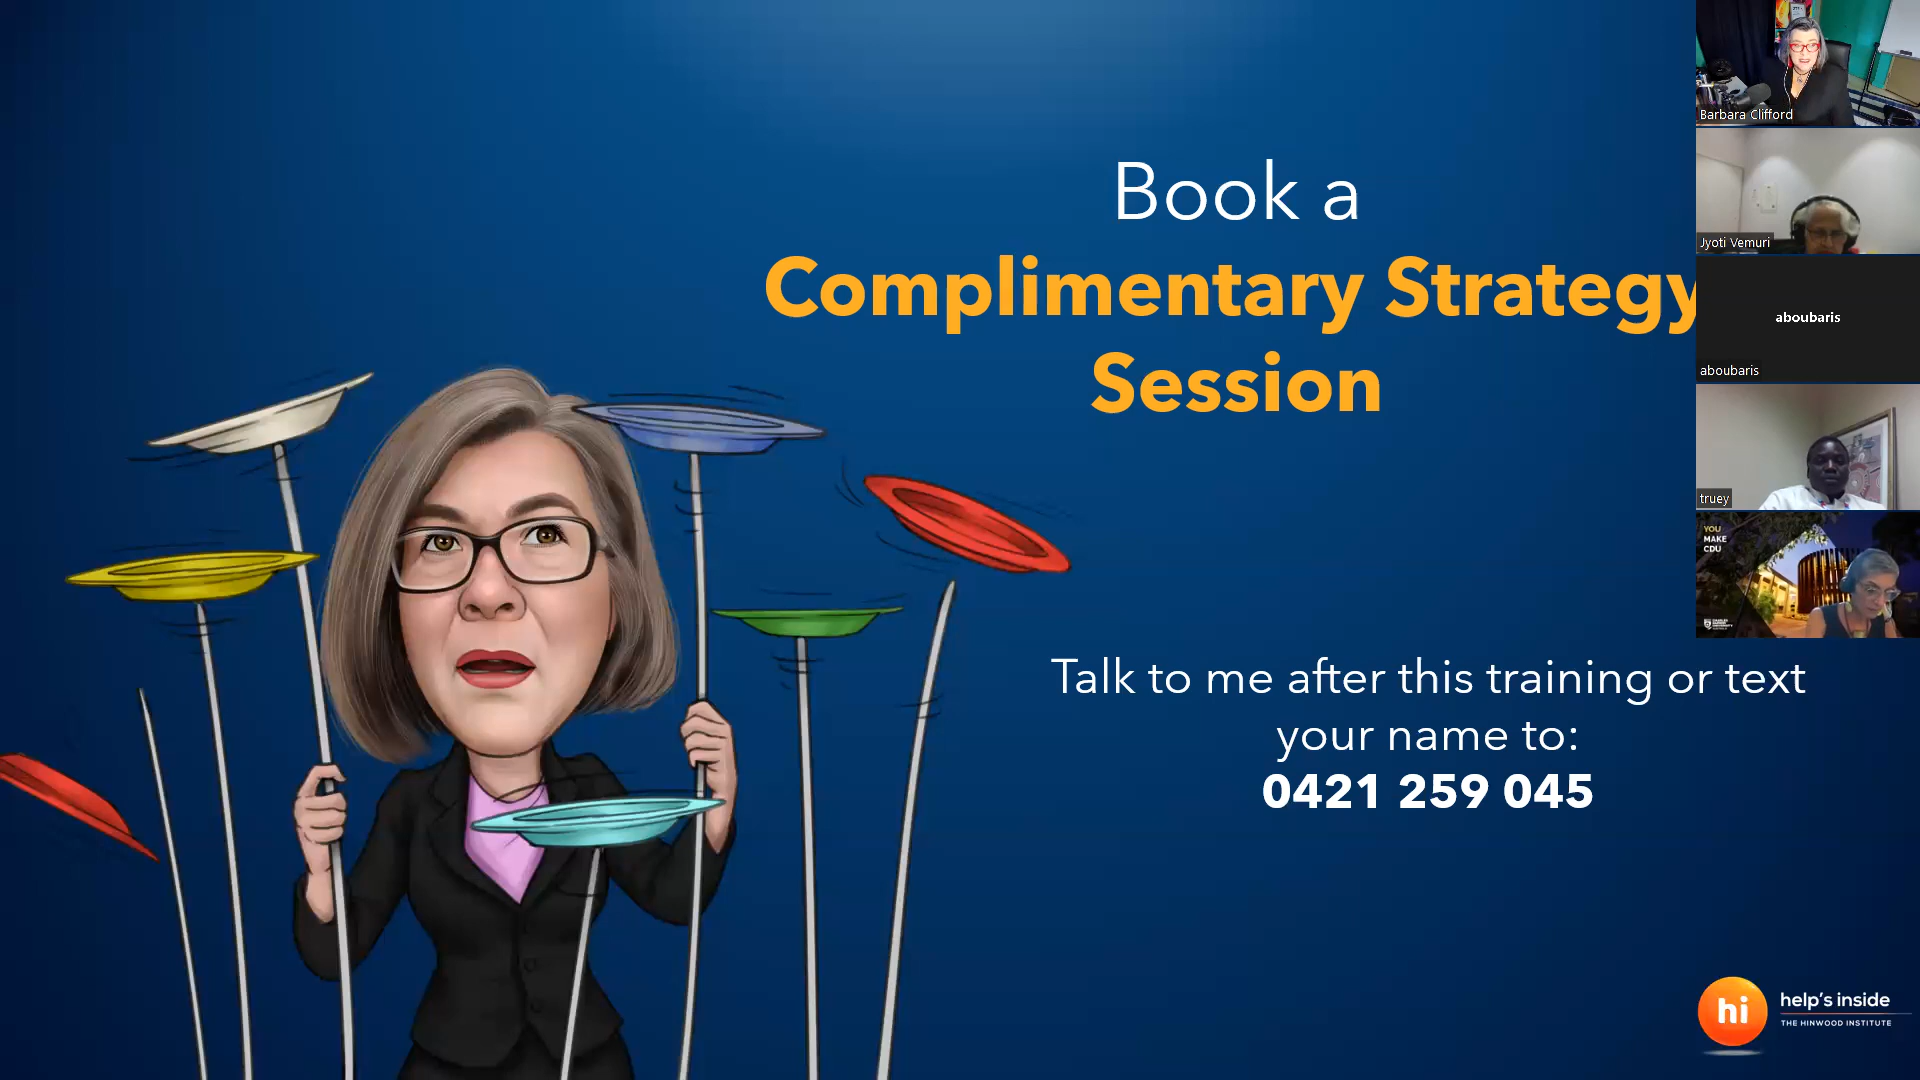 Book a
Complimentary Strategy
Session
Talk to me after this training or text
your name to:
0421 259 045
hi
help's inside
THE HINWOOD INSTITUTE
Barbara Clifford
Jyoti Vemuri
aboubaris
aboubaris
truey
YOU
MAKE
CDU